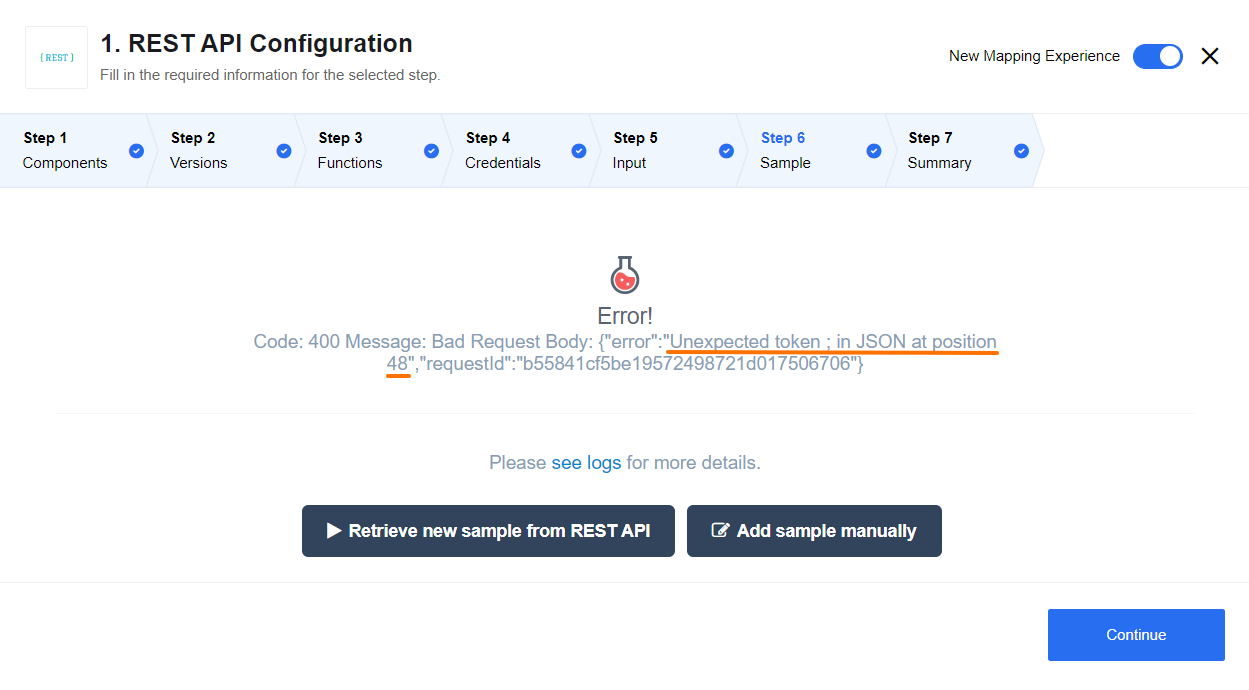 [REST]
1. REST API Configuration
Fill in the required information for the selected step.
New Mapping Experience
Step 1
Components
Step 2
Versions
Step 3
Functions
Step 4
Credentials
Step 5
Input
Step 6
Sample
Step 7
Summary
Error!
Code: 400 Message: Bad Request Body: {"error":"Unexpected token ; in JSON at position
48","requestId":"b55841cf5be19572498721d017506706"}
Please see logs for more details.
Retrieve new sample from REST API
Add sample manually
Continue